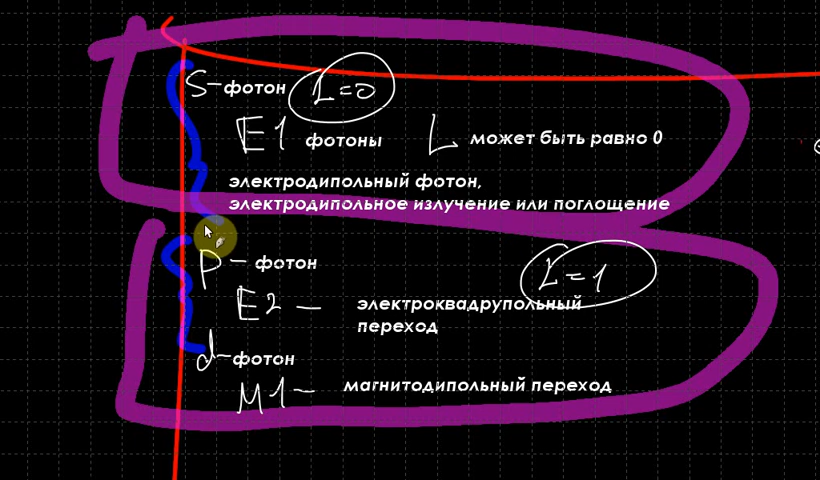 S-фотон L=0
E1 фотоны L может быть равно 0
электродипольный фотон,
электродипольное излучение или поглощение
p - фотон L=1
E2 - электроквадрупольный
переход
d-фотон
M1- магнитодипольный переход